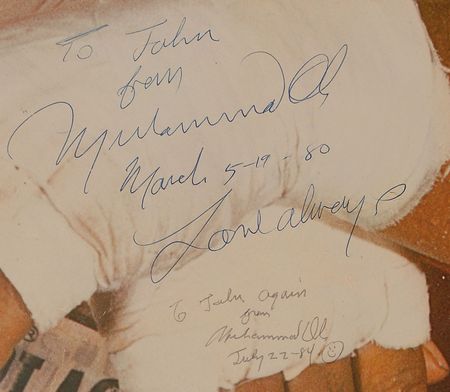 To John
from
Muhammad Ali
March 5-19-80
Love always
To John again
from
Muhammad Ali
July 22-84